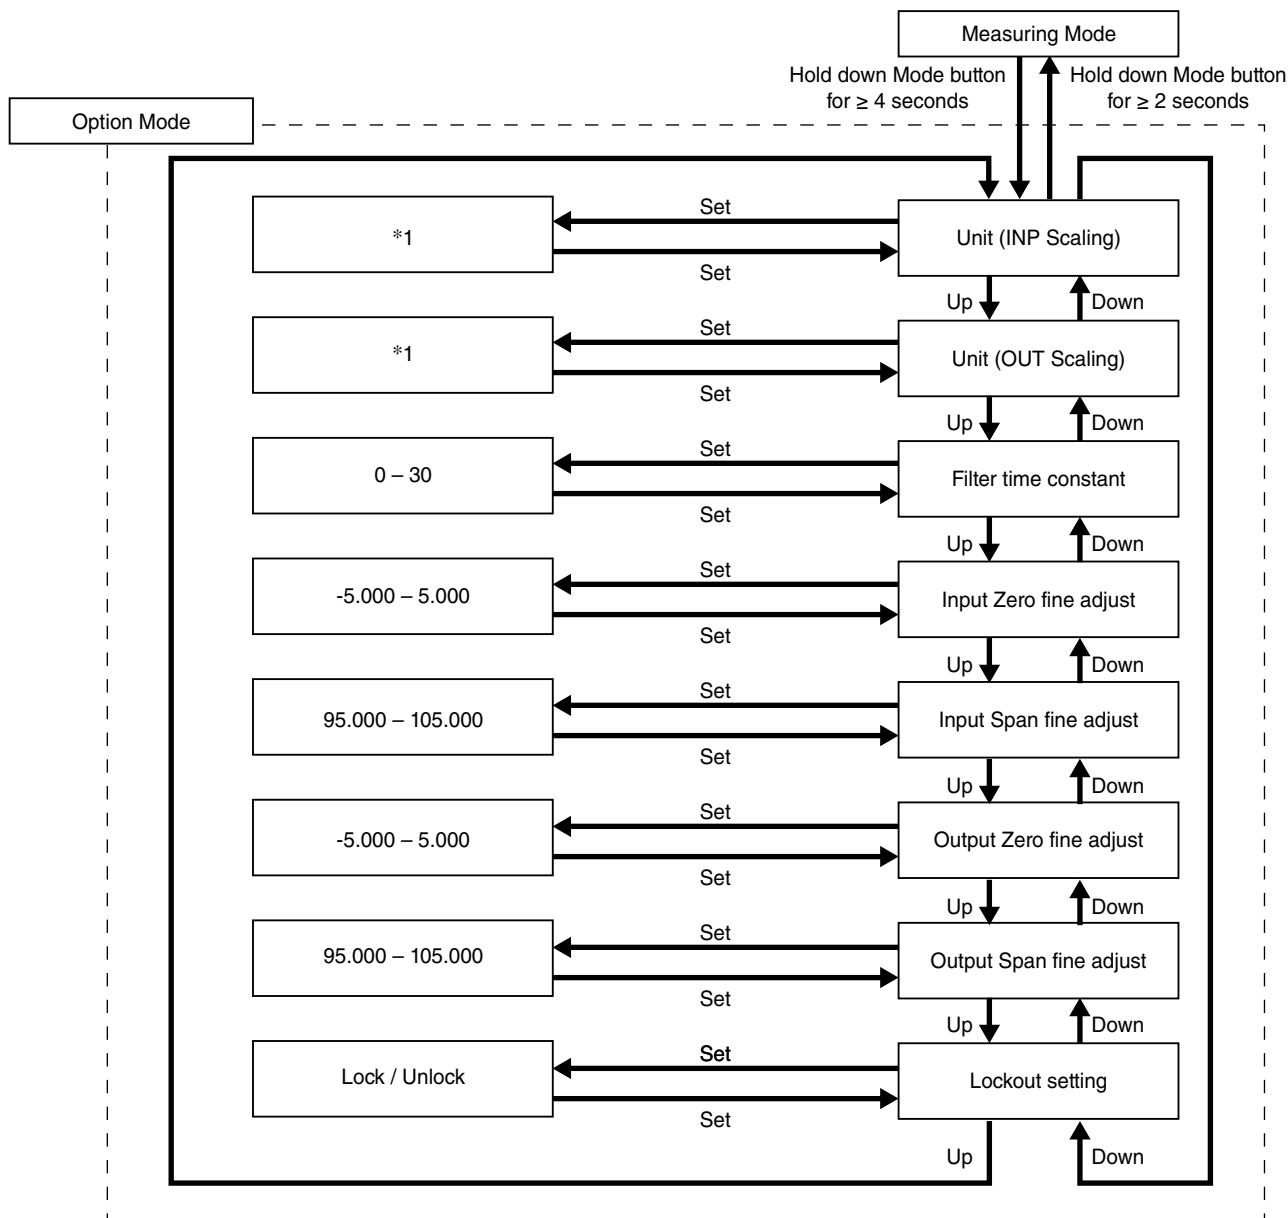 Measuring Mode
Hold down Mode button
for ≥ 4 seconds
Hold down Mode button
for ≥ 2 seconds
Option Mode
*1
Set
Set
Unit (INP Scaling)
Up
Down
*1
Set
Set
Unit (OUT Scaling)
Up
Down
0 – 30
Set
Set
Filter time constant
Up
Down
-5.000 – 5.000
Set
Set
Input Zero fine adjust
Up
Down
95.000 – 105.000
Set
Set
Input Span fine adjust
Up
Down
-5.000 – 5.000
Set
Set
Output Zero fine adjust
Up
Down
95.000 – 105.000
Set
Set
Output Span fine adjust
Up
Down
Lock / Unlock
Set
Set
Lockout setting
Up
Down